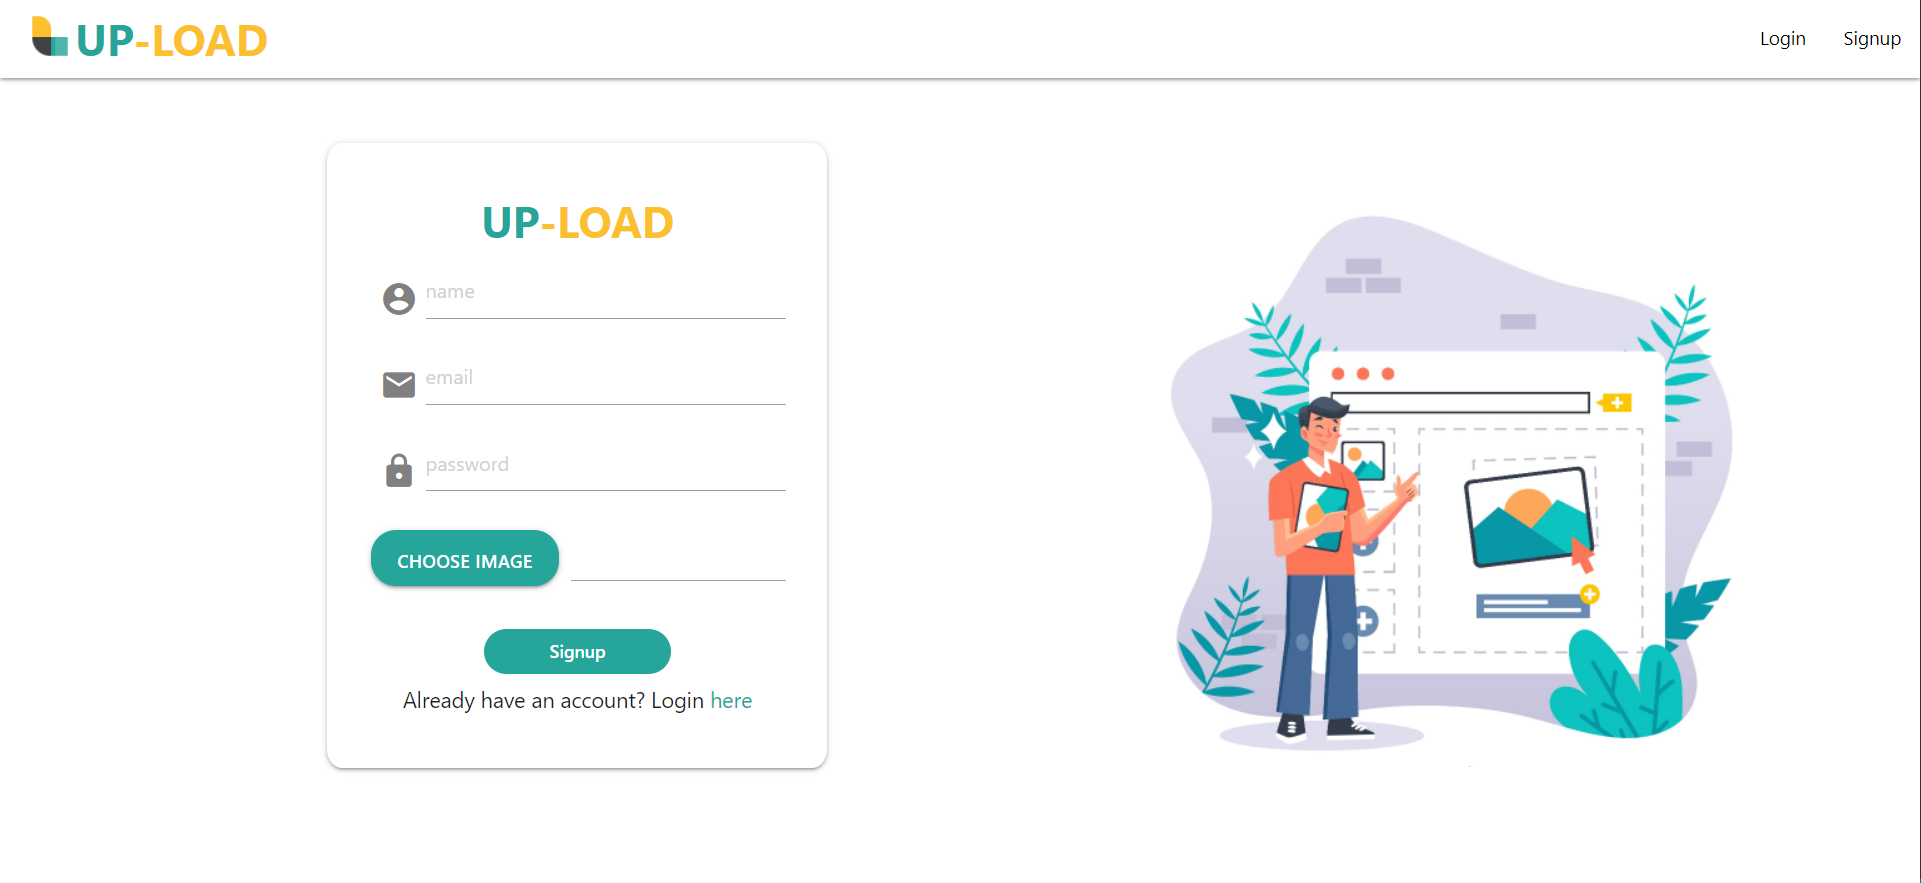 UP-LOAD
Login
Signup
UP-LOAD
name
email
password
CHOOSE IMAGE
Signup
Already have an account? Login here